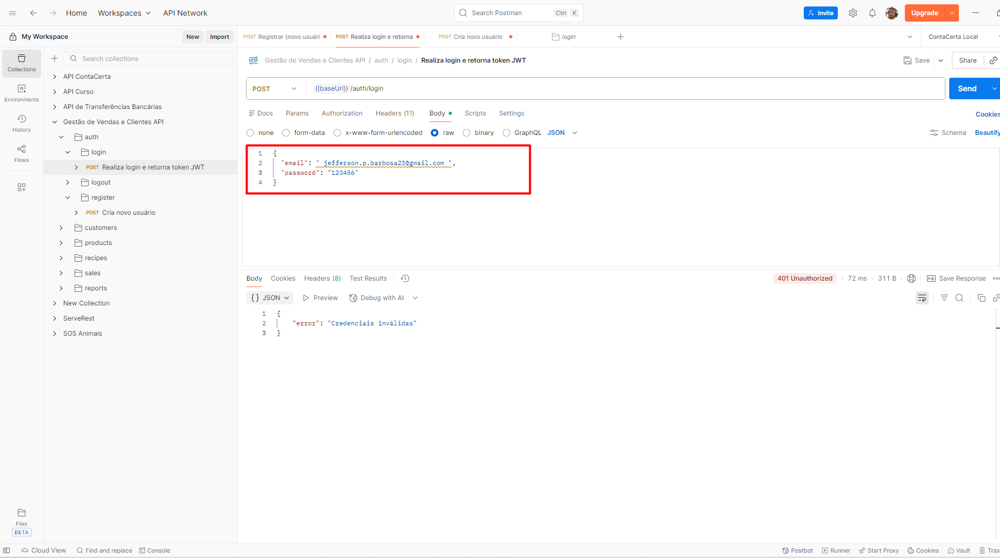 Home
Workspaces
API Network
Search Postman
Ctrl K
Invite
Upgrade
My Workspace
New
Import
POST Registrar (novo usuári
POST Realiza login e retorna
POST Cria novo usuário
login
ContaCerta Local
Collections
Environments
History
Flows
Files
BETA
Search collections
API ContaCerta
API Curso
API de Transferências Bancárias
Gestão de Vendas e Clientes API
auth
login
POST Realiza login e retorna token JWT
logout
register
POST Cria novo usuário
customers
products
recipes
sales
reports
New Collection
ServeRest
SOS Animais
HTTP Gestão de Vendas e Clientes API / auth / login / Realiza login e retorna token JWT
Save
Share
POST
{{baseUrl}} /auth/login
Send
Docs
Params
Authorization
Headers (11)
Body
Scripts
Settings
Cookies
none
form-data
x-www-form-urlencoded
raw
binary
GraphQL
JSON
Schema
Beautify
1 {
2 "email": " jefferson.p.barbosa23@gmail.com ",
3 "password": "123456"
4 }
Body
Cookies
Headers (8)
Test Results
401 Unauthorized
72 ms
311 B
e.g. Save Response
{} JSON
Preview
Debug with AI
1 {
2 "error": "Credenciais inválidas"
3 }
Cloud View
Find and replace
Console
Postbot
Runner
Start Proxy
Cookies
Vault
Tras